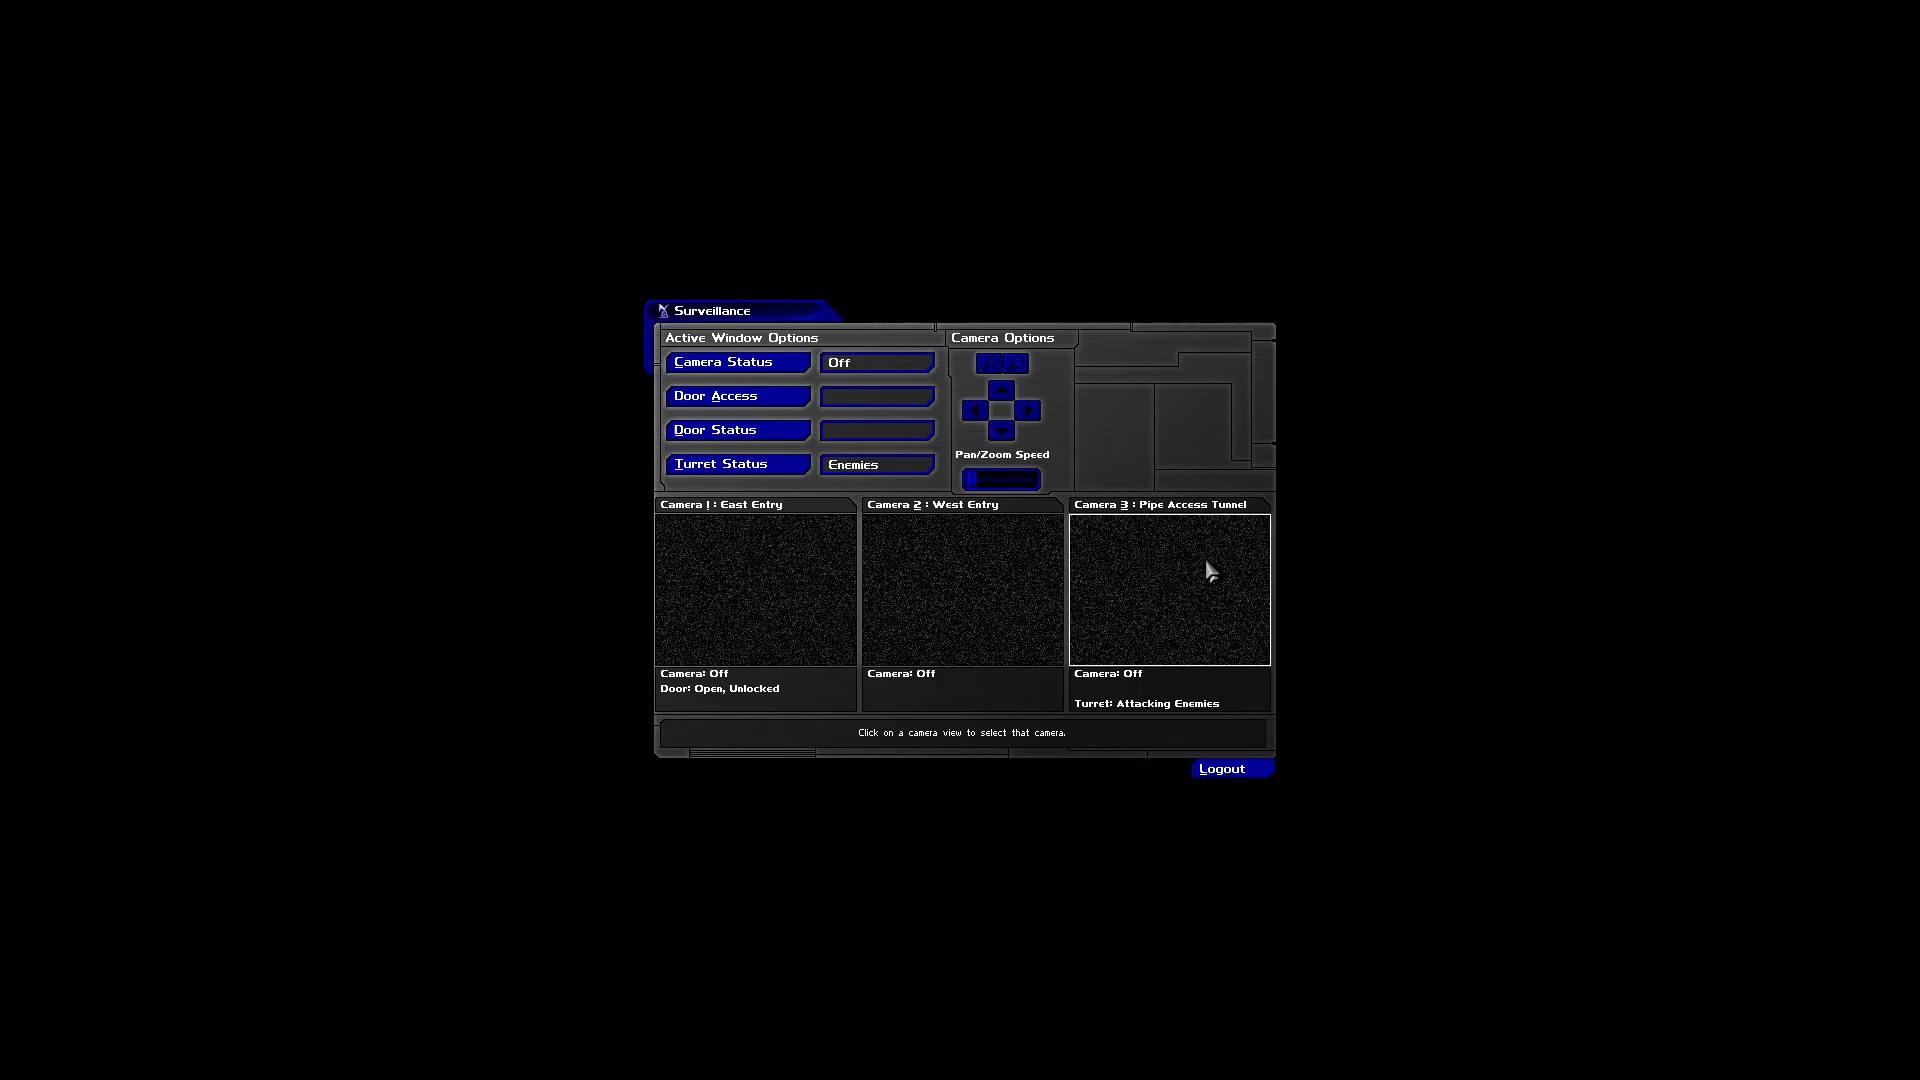 Surveillance
Active Window Options
Camera Options
Camera Status
Off
Door Access
Door Status
Turret Status
Enemies
Pan/Zoom Speed
Camera 1 : East Entry
Camera 2 : West Entry
Camera 3 : Pipe Access Tunnel
Camera: Off
Door: Open, Unlocked
Camera: Off
Camera: Off
Turret: Attacking Enemies
Click on a camera view to select that camera.
Logout